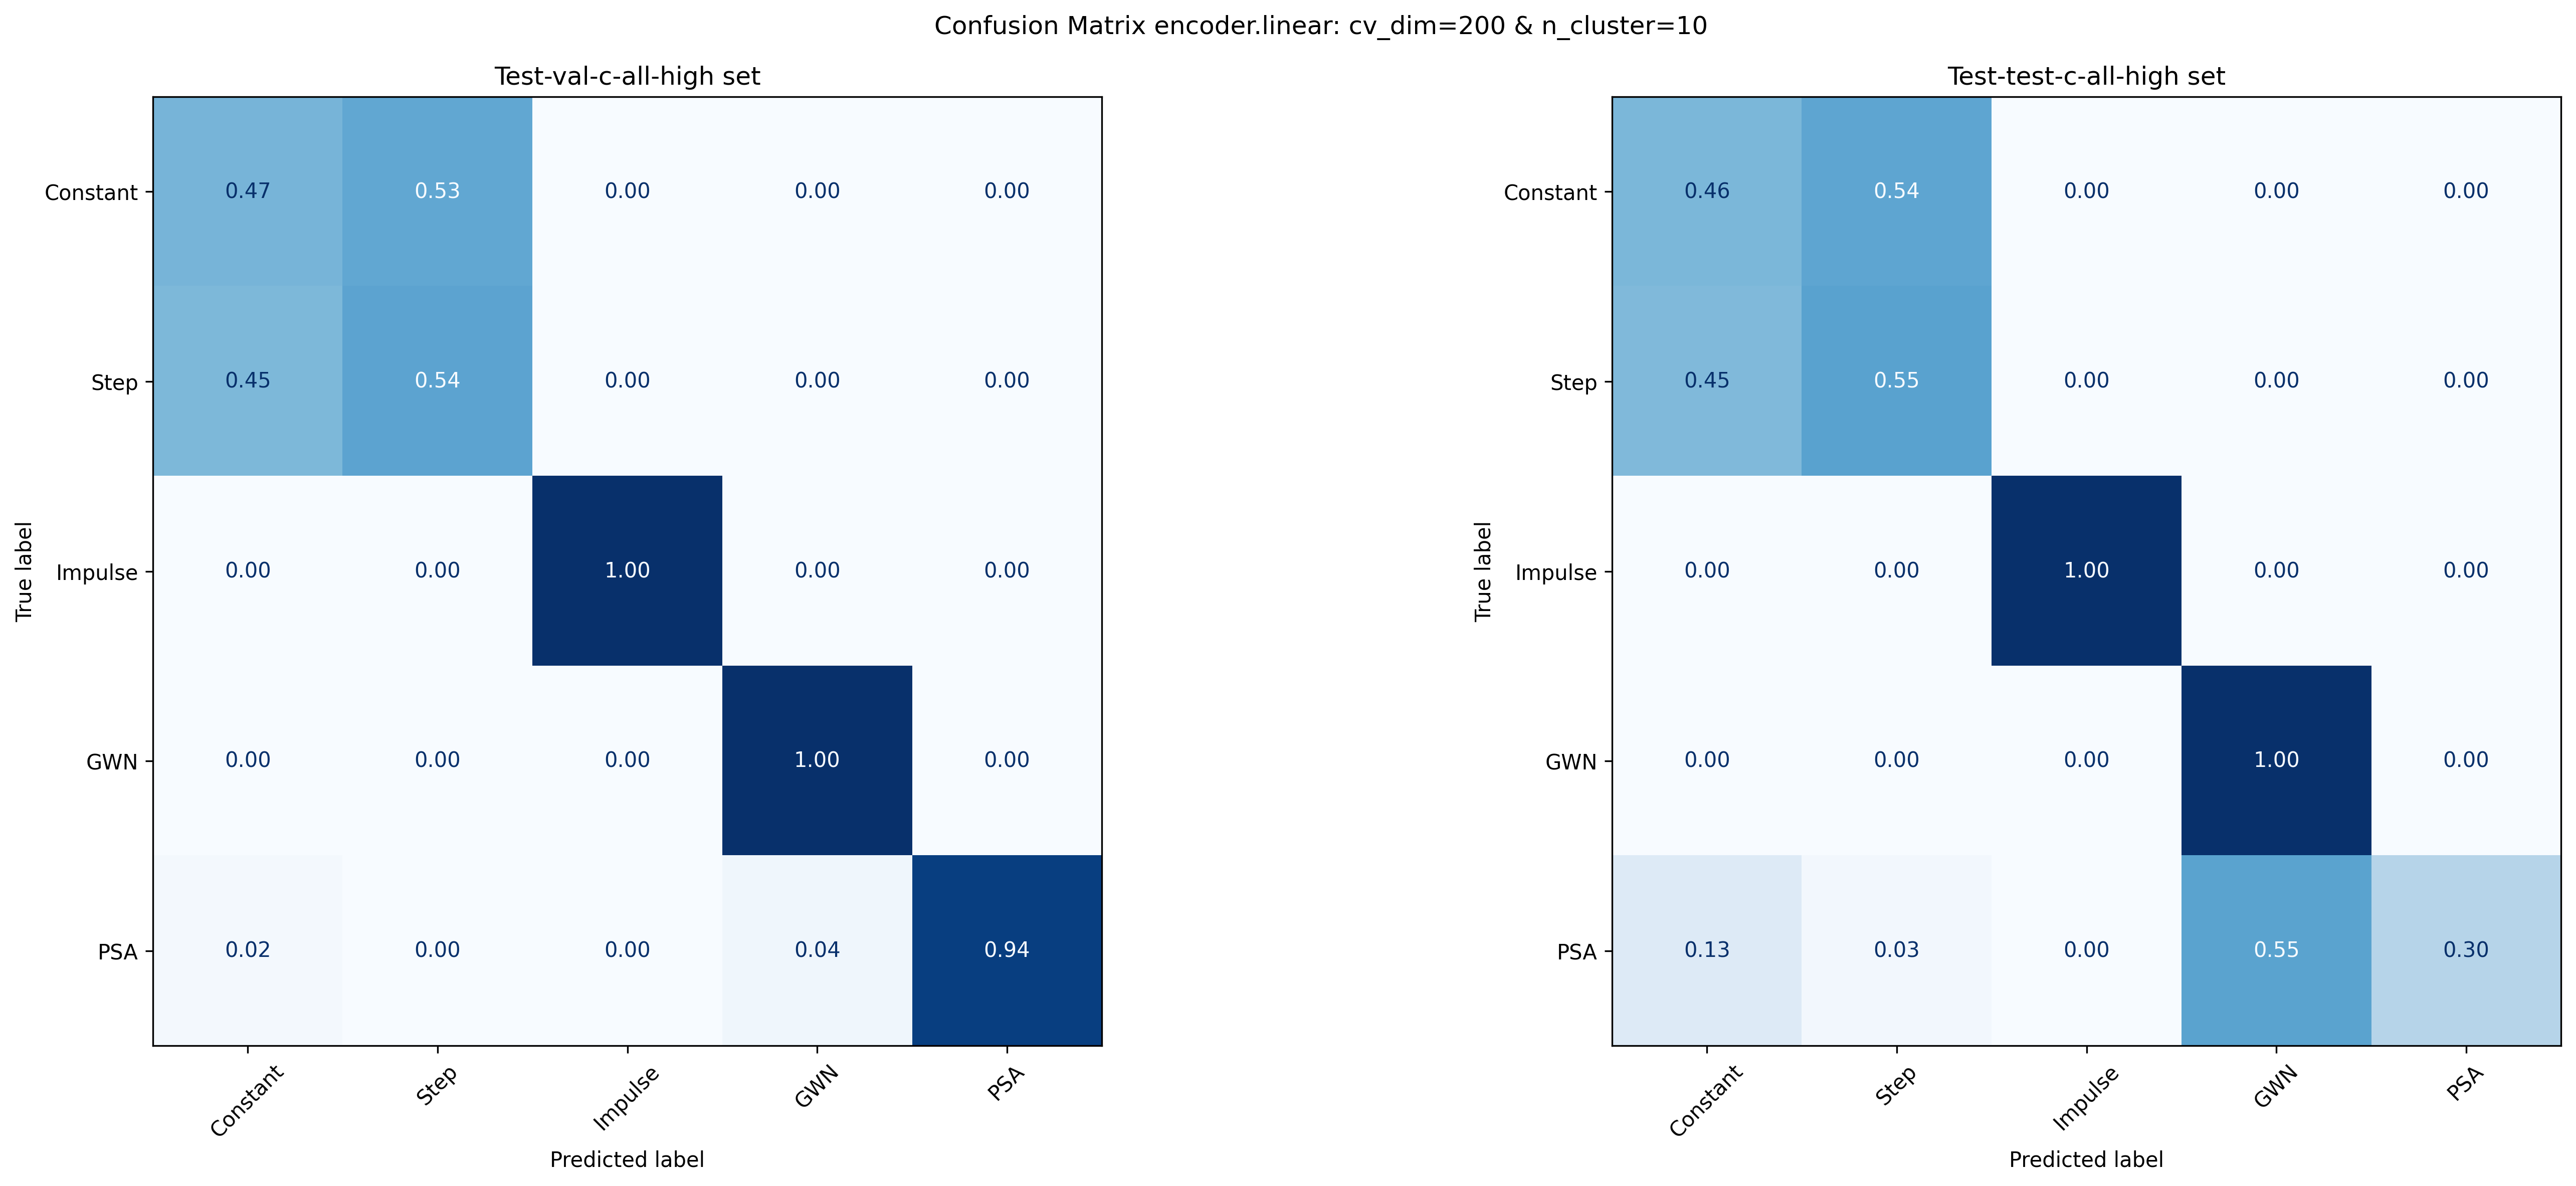 Confusion Matrix encoder.linear: cv_dim=200 & n_cluster=10
Test-val-c-all-high set
True label
Constant 0.47 0.53 0.00 0.00 0.00
Step 0.45 0.54 0.00 0.00 0.00
Impulse 0.00 0.00 1.00 0.00 0.00
GWN 0.00 0.00 0.00 1.00 0.00
PSA 0.02 0.00 0.00 0.04 0.94
Constant Step Impulse GWN PSA
Predicted label
Test-test-c-all-high set
True label
Constant 0.46 0.54 0.00 0.00 0.00
Step 0.45 0.55 0.00 0.00 0.00
Impulse 0.00 0.00 1.00 0.00 0.00
GWN 0.00 0.00 0.00 1.00 0.00
PSA 0.13 0.03 0.00 0.55 0.30
Constant Step Impulse GWN PSA
Predicted label